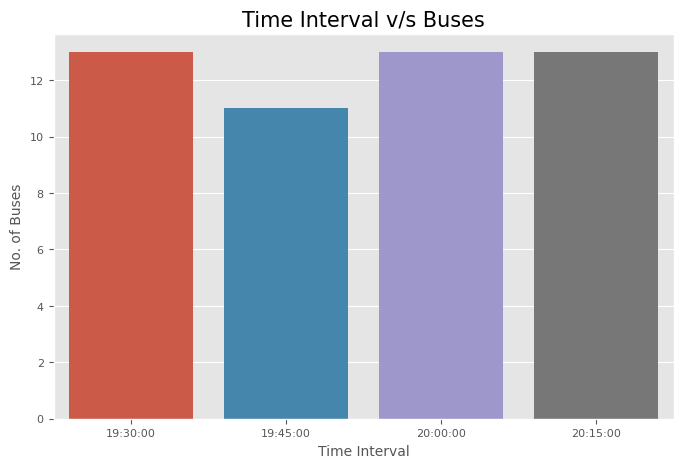 Time Interval v/s Buses
No. of Buses
12
10
8
6
4
2
0
19:30:00 19:45:00 20:00:00 20:15:00
Time Interval